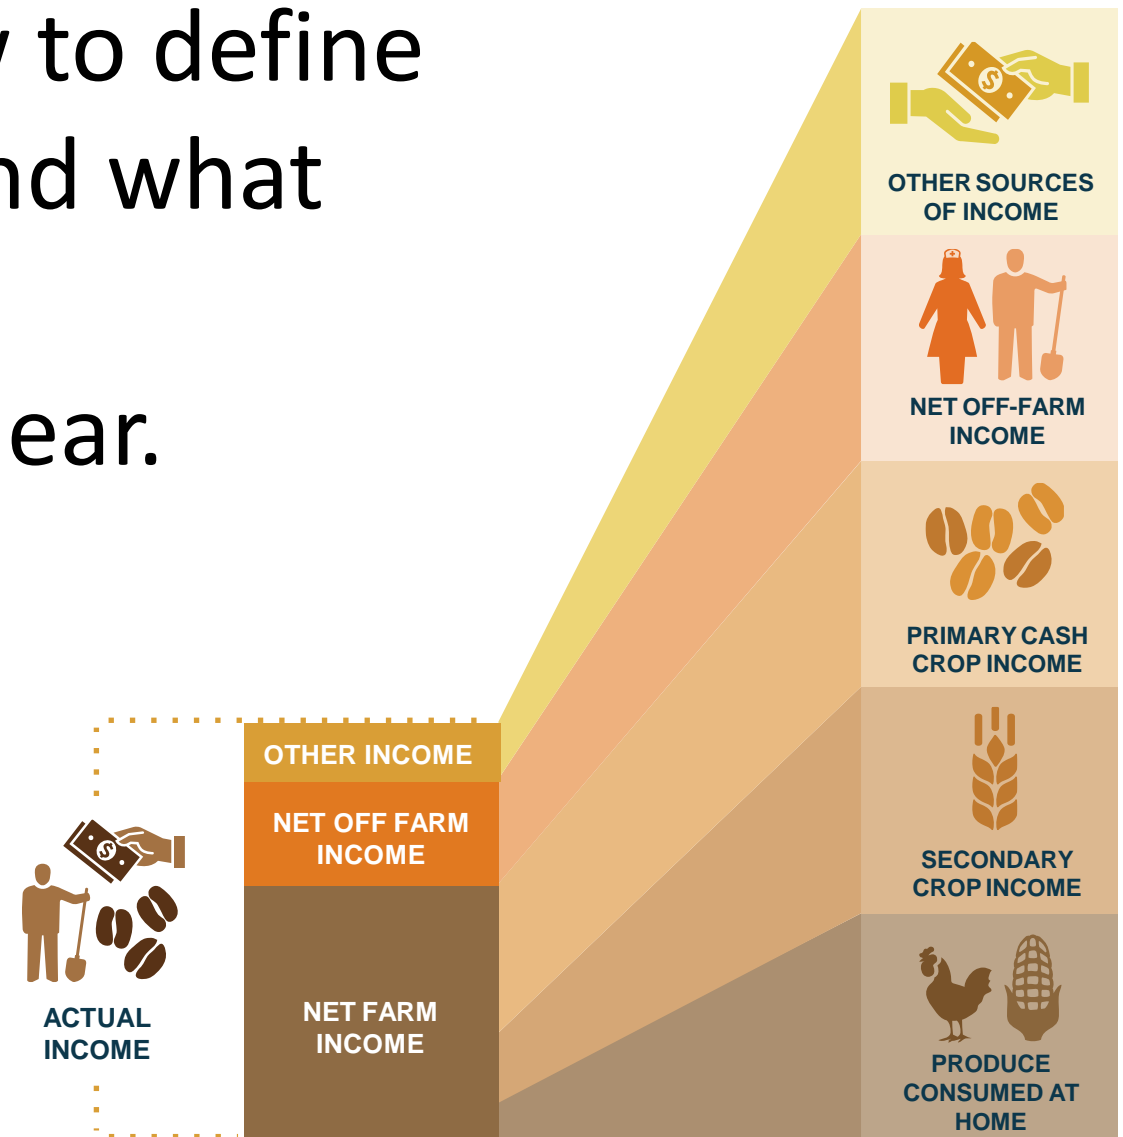 to define
nd what
ear.
OTHER SOURCES
OF INCOME
NET OFF-FARM
INCOME
PRIMARY CASH
CROP INCOME
SECONDARY
CROP INCOME
PRODUCE
CONSUMED AT
HOME
OTHER INCOME
NET OFF FARM
INCOME
NET FARM
INCOME
ACTUAL
INCOME